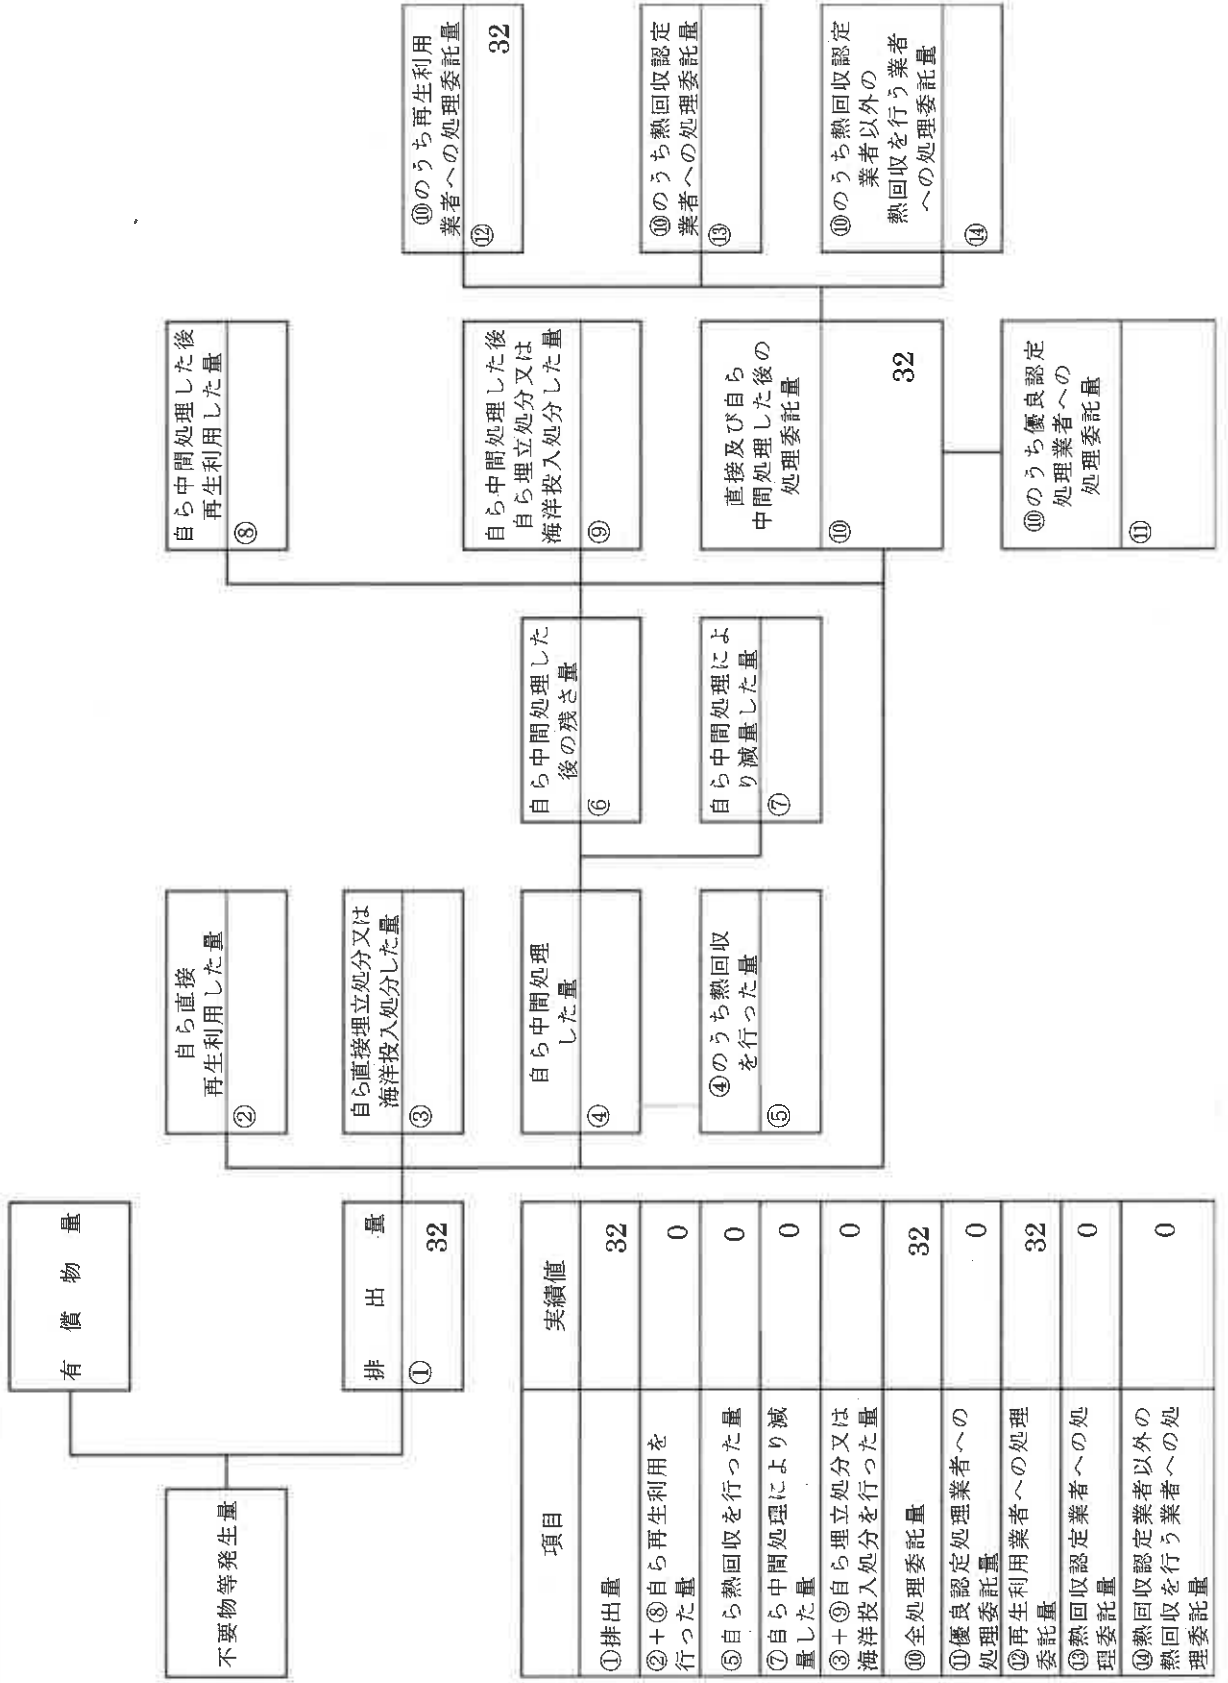 不要物等発生量
有償物量
排出量
①
32
自ら直接
再生利用した量
②
自ら直接埋立処分又は
海洋投入処分した量
③
自ら中間処理
した量
④
④のうち熱回収
を行った量
⑤
自ら中間処理した
後の残さ量
⑥
自ら中間処理によ
り減量した量
⑦
自ら中間処理した後
再生利用した量
⑧
自ら中間処理した後
自ら埋立処分又は
海洋投入処分した量
⑨
直接及び自ら
中間処理した後の
処理委託量
⑩
32
⑩のうち優良認定
処理業者への
処理委託量
⑪
⑩のうち再生利用
業者への処理委託量
⑫
32
⑩のうち熱回収認定
業者への処理委託量
⑬
⑩のうち熱回収認定
業者以外の
熱回収を行う業者
への処理委託量
⑭
項目 実績値
①排出量 32
②+⑧自ら再生利用を
行った量 0
⑤自ら熱回収を行った量 0
⑦自ら中間処理により減
量した量 0
③+⑨自ら埋立処分又は
海洋投入処分を行った量 0
⑩全処理委託量 32
⑪優良認定処理業者への
処理委託量 0
⑫再生利用業者への処理
委託量 32
⑬熱回収認定業者への処
理委託量 0
⑭熱回収認定業者以外の
熱回収を行う業者への処
理委託量 0